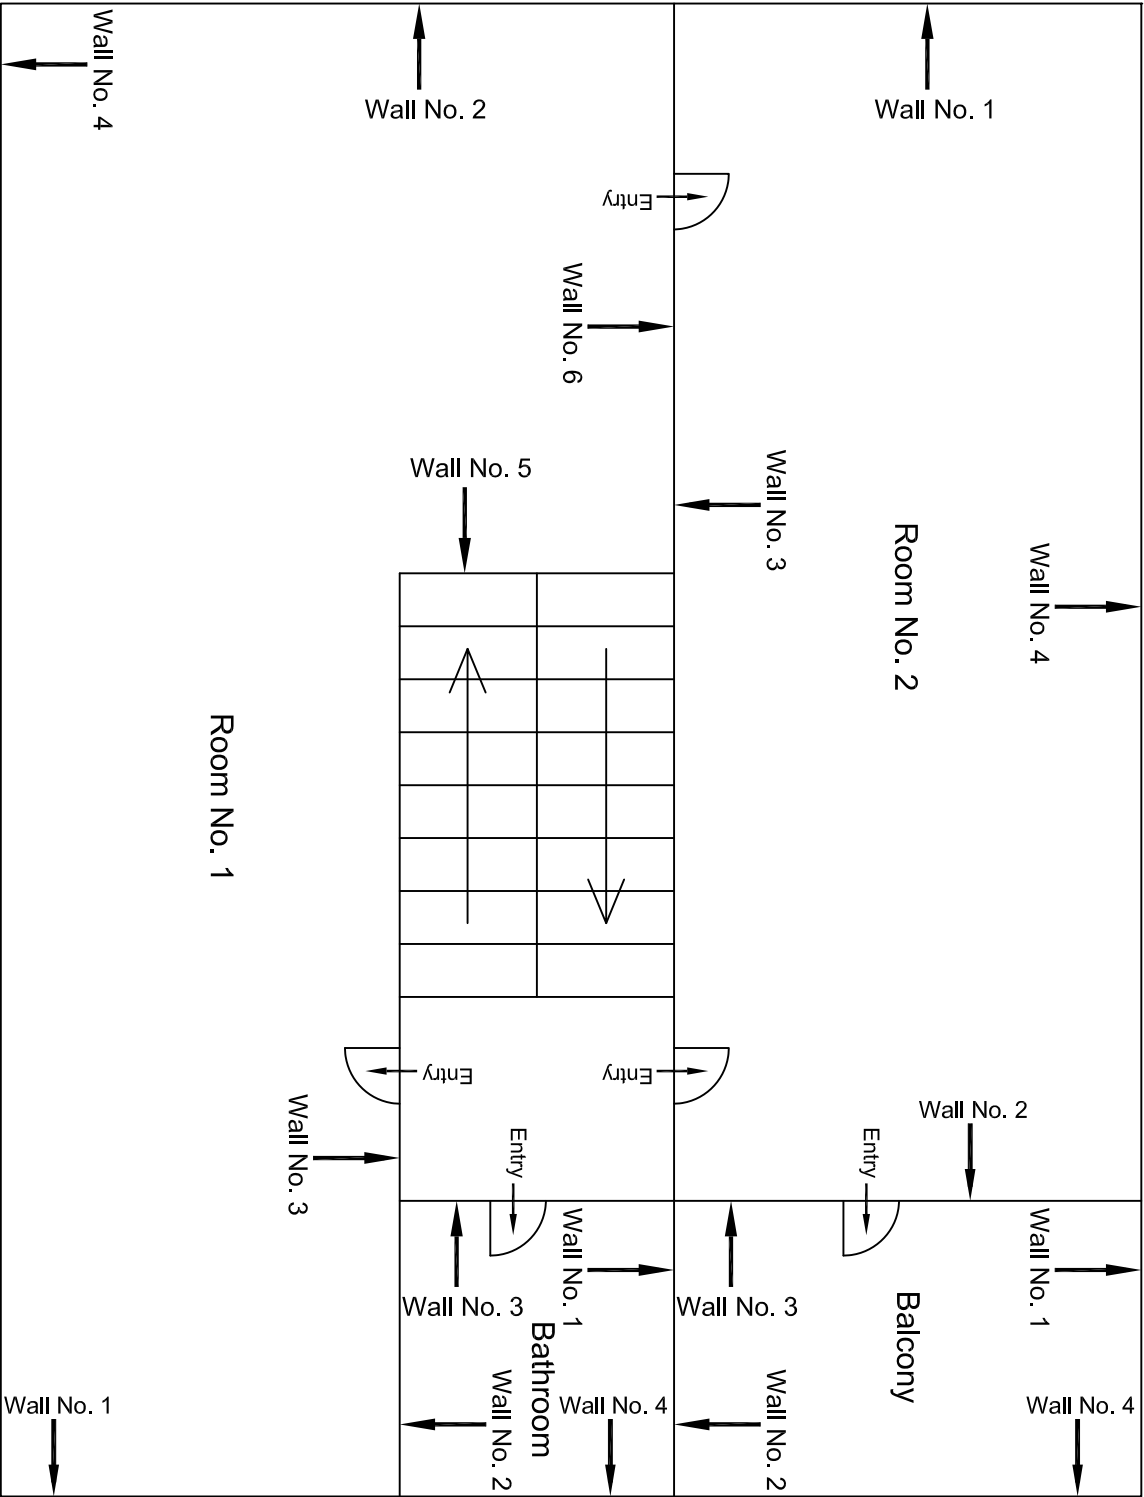 Wall No. 4
Wall No. 2
Wall No. 1
Entry
Wall No. 6
Wall No. 5
Wall No. 3
Room No. 2
Wall No. 4
Room No. 1
Entry
Entry
Wall No. 3
Entry
Entry
Wall No. 2
Wall No. 1
Wall No. 1
Wall No. 3
Wall No. 3
Bathroom
Balcony
Wall No. 1
Wall No. 2
Wall No. 4
Wall No. 2
Wall No. 4